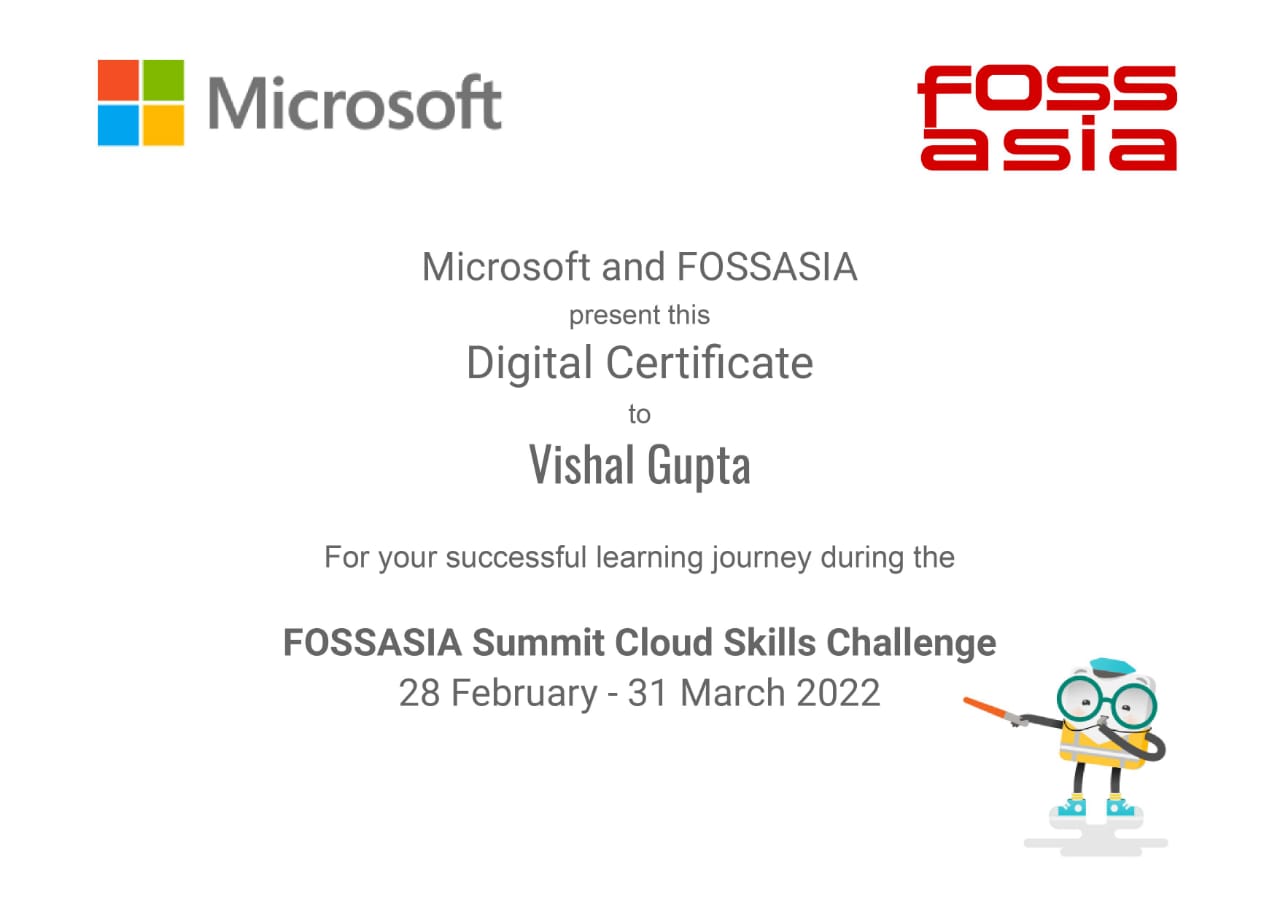 Microsoft
foss
asia
Microsoft and FOSSASIA
present this
Digital Certificate
to
Vishal Gupta
For your successful learning journey during the
FOSSASIA Summit Cloud Skills Challenge
28 February - 31 March 2022